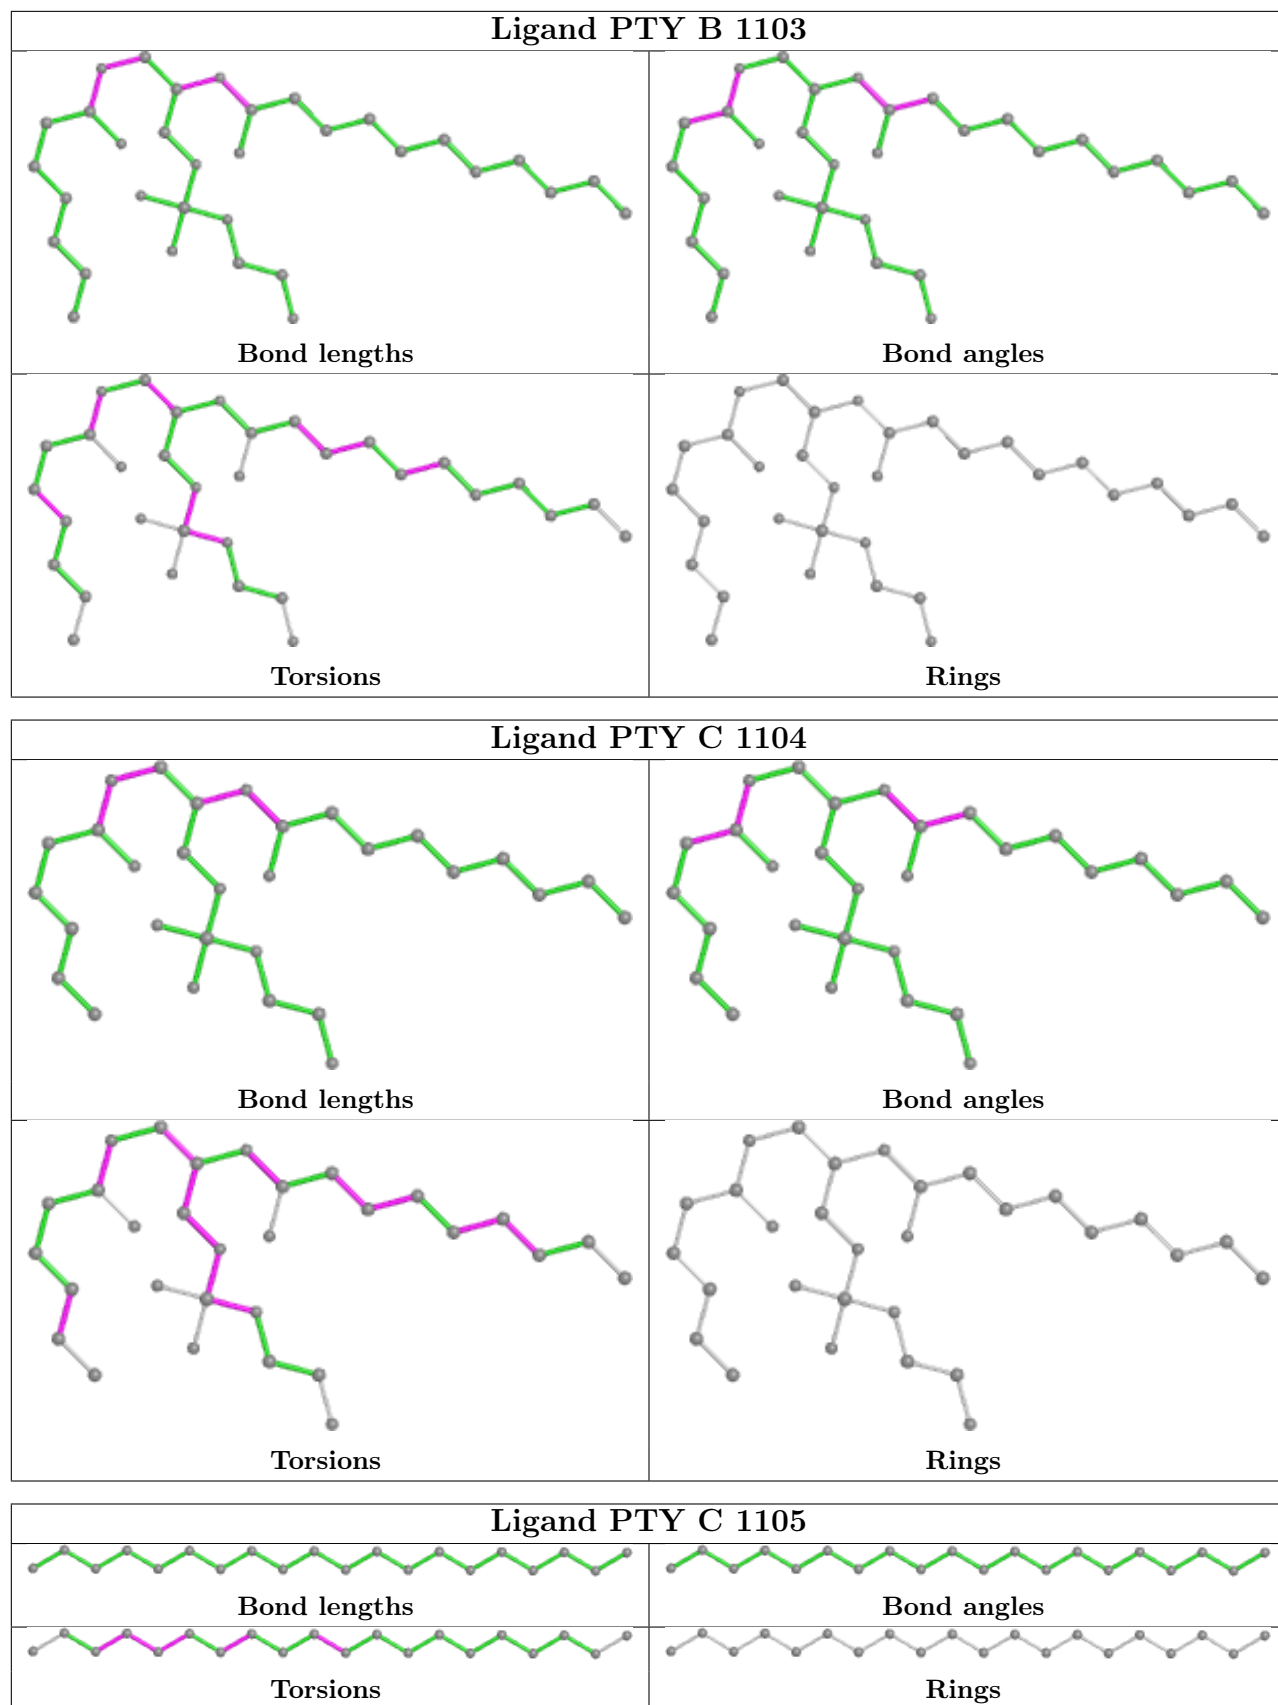 Ligand PTY B 1103
Bond lengths
Bond angles
Torsions
Rings
Ligand PTY C 1104
Bond lengths
Bond angles
Torsions
Rings
Ligand PTY C 1105
Bond lengths
Bond angles
Torsions
Rings